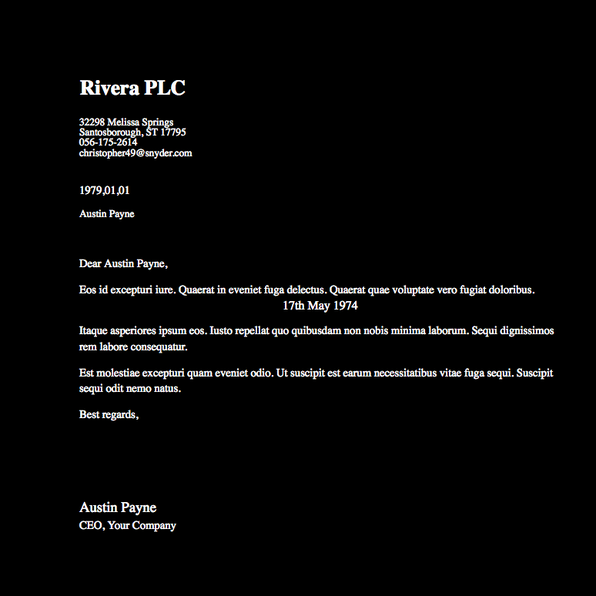 Rivera PLC
32298 Melissa Springs
Santosborough, ST 17795
056-175-2614
christopher49@snyder.com
1979,01,01
Austin Payne
Dear Austin Payne,
Eos id excepturi iure. Quaerat in eveniet fuga delectus. Quaerat quae voluptate vero fugiat doloribus.
17th May 1974
Itaque asperiores ipsum eos. Iusto repellat quo quibusdam non nobis minima laborum. Sequi dignissimos
rem labore consequatur.
Est molestiae excepturi quam eveniet odio. Ut suscipit est earum necessitatibus vitae fuga sequi. Suscipit
sequi odit nemo natus.
Best regards,
Austin Payne
CEO, Your Company